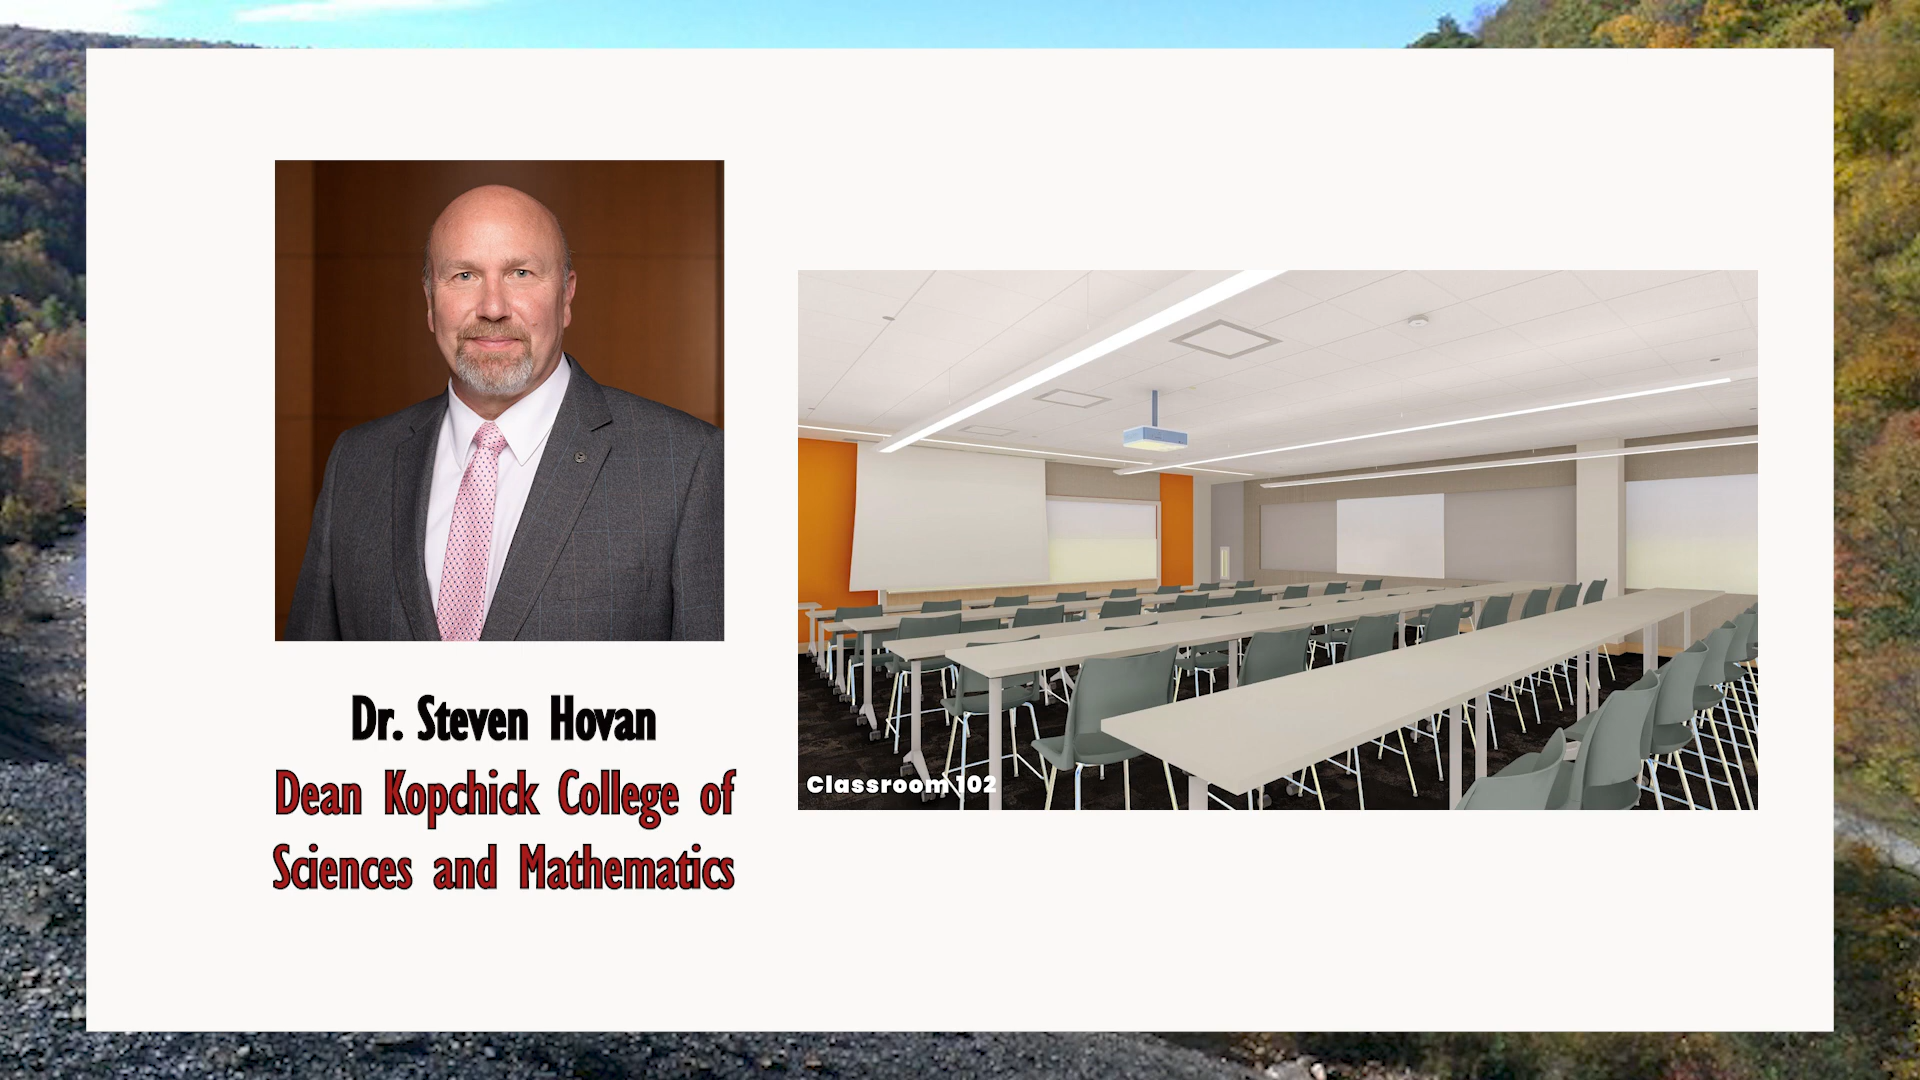 Dr. Steven Hovan
Dean Kopchick College of
Sciences and Mathematics
Classroom 102